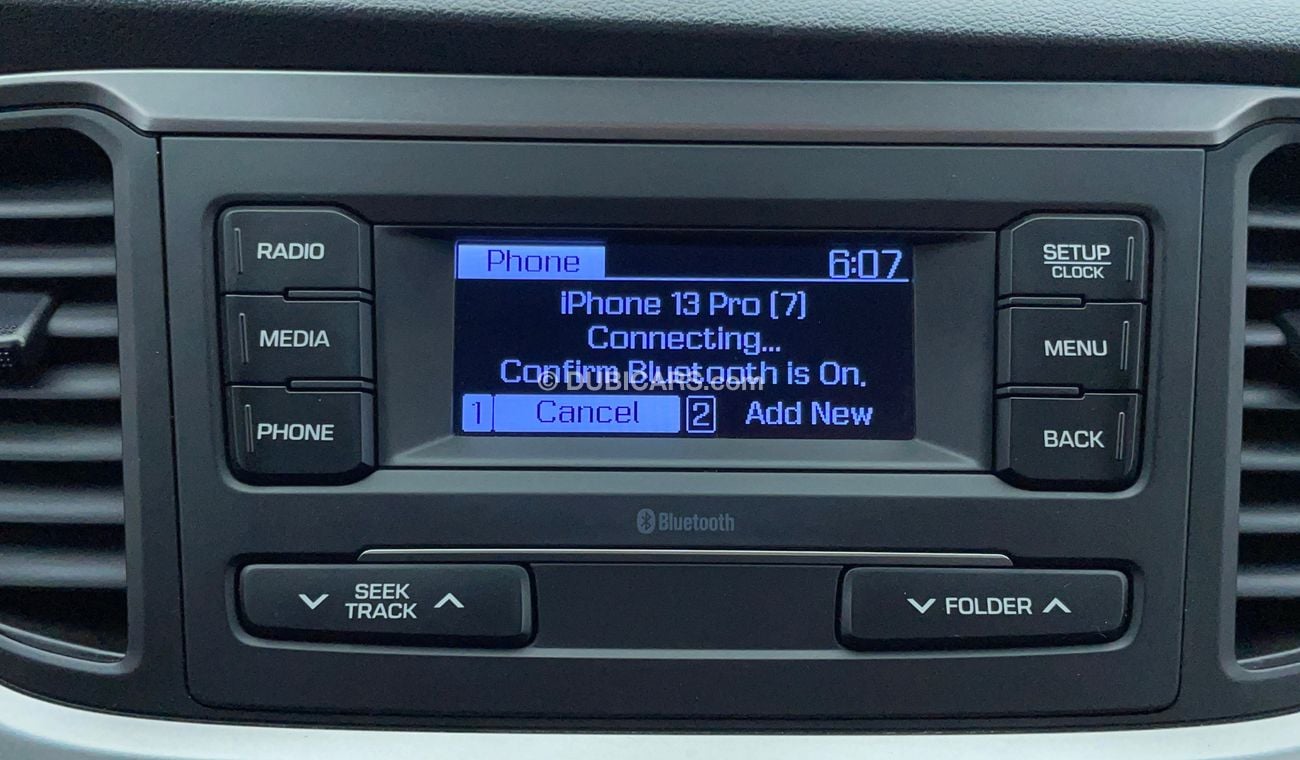 RADIO
MEDIA
PHONE
Phone 6:07
iPhone 13 Pro (7)
Connecting...
Confirm Bluetooth is On.
© DUBICARS.com
1 Cancel 2 Add New
SETUP
CLOCK
MENU
BACK
Bluetooth
SEEK
TRACK
FOLDER